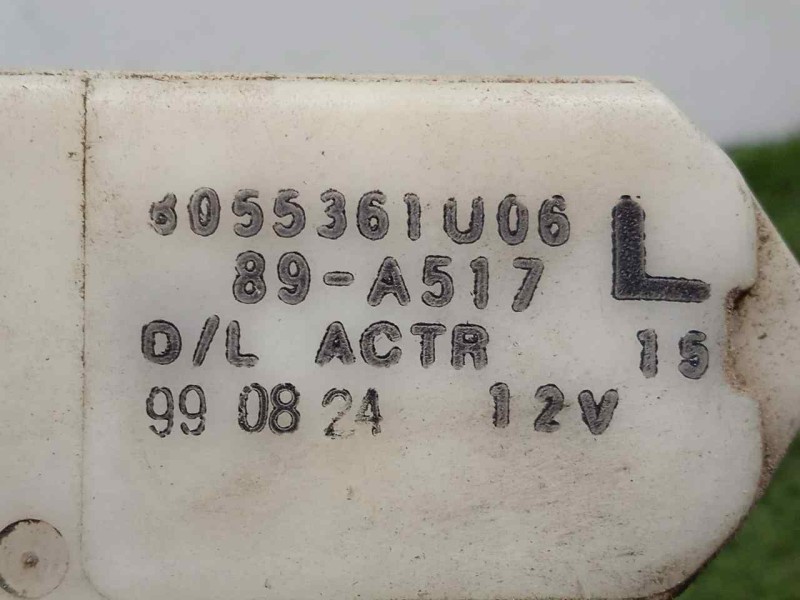 8055361U06 L
89-A517
D/L ACTR 15
99 08 24 12V